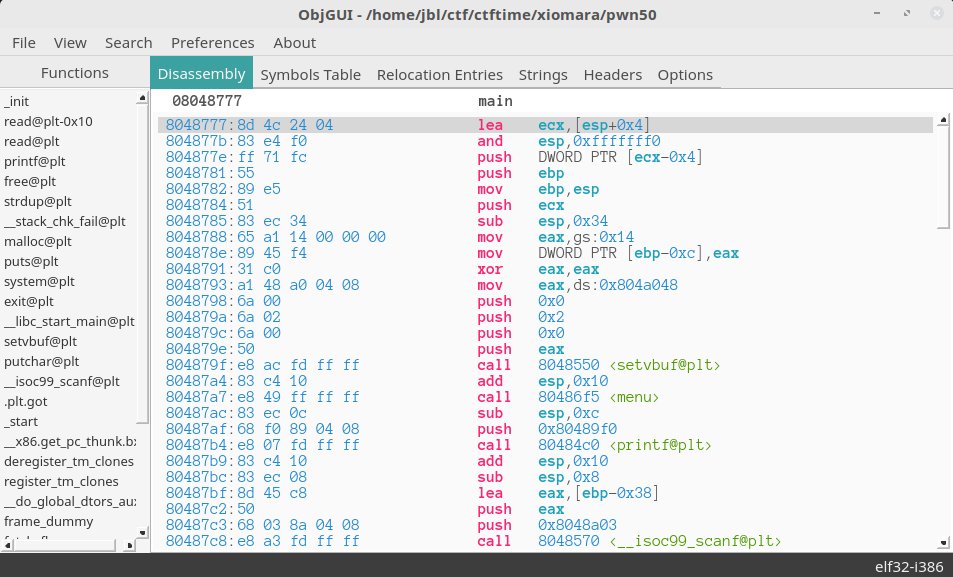 ObjGUI - /home/jbl/ctf/ctftime/xiomara/pwn50
File View Search Preferences About
Functions
Disassembly Symbols Table Relocation Entries Strings Headers Options
_init
read@plt-0x10
read@plt
printf@plt
free@plt
strdup@plt
__stack_chk_fail@plt
malloc@plt
puts@plt
system@plt
exit@plt
__libc_start_main@plt
setvbuf@plt
putchar@plt
__isoc99_scanf@plt
.plt.got
_start
__x86.get_pc_thunk.bx
deregister_tm_clones
register_tm_clones
__do_global_dtors_aux
frame_dummy
08048777 main
8048777:8d 4c 24 04 lea ecx,[esp+0x4]
804877b:83 e4 f0 and esp,0xfffffff0
804877e:ff 71 fc push DWORD PTR [ecx-0x4]
8048781:55 push ebp
8048782:89 e5 mov ebp,esp
8048784:51 push ecx
8048785:83 ec 34 sub esp,0x34
8048788:65 a1 14 00 00 00 mov eax,gs:0x14
804878e:89 45 f4 mov DWORD PTR [ebp-0xc],eax
8048791:31 c0 xor eax,eax
8048793:a1 48 a0 04 08 mov eax,ds:0x804a048
8048798:6a 00 push 0x0
804879a:6a 02 push 0x2
804879c:6a 00 push 0x0
804879e:50 push eax
804879f:e8 ac fd ff ff call 8048550 <setvbuf@plt>
80487a4:83 c4 10 add esp,0x10
80487a7:e8 49 ff ff ff call 80486f5 <menu>
80487ac:83 ec 0c sub esp,0xc
80487af:68 f0 89 04 08 push 0x80489f0
80487b4:e8 07 fd ff ff call 80484c0 <printf@plt>
80487b9:83 c4 10 add esp,0x10
80487bc:83 ec 08 sub esp,0x8
80487bf:8d 45 c8 lea eax,[ebp-0x38]
80487c2:50 push eax
80487c3:68 03 8a 04 08 push 0x8048a03
80487c8:e8 a3 fd ff ff call 8048570 <__isoc99_scanf@plt>
elf32-i386